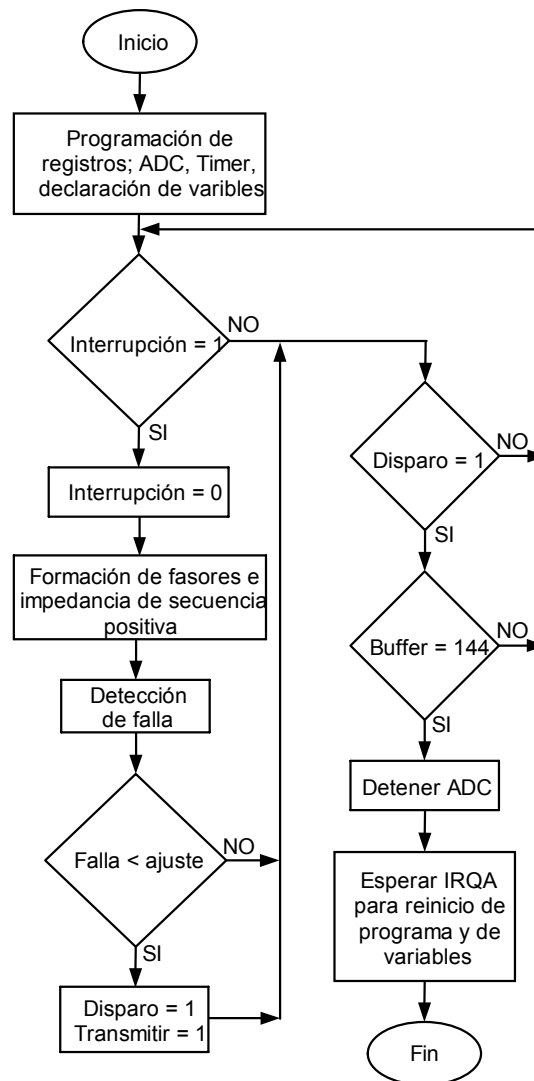 Inicio
Programación de
registros; ADC, Timer,
declaración de varibles
Interrupción = 1
NO
SI
Interrupción = 0
Formación de fasores e
impedancia de secuencia
positiva
Detección
de falla
Falla < ajuste
NO
SI
Disparo = 1
Transmitir = 1
Disparo = 1
NO
SI
Buffer = 144
NO
SI
Detener ADC
Esperar IRQA
para reinicio de
programa y de
variables
Fin